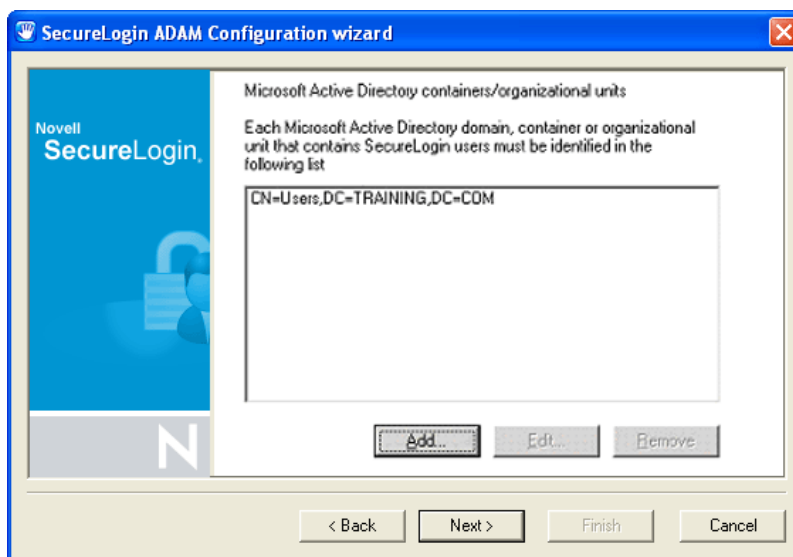 SecureLogin ADAM Configuration wizard
Novell
SecureLogin.
Microsoft Active Directory containers/organizational units
Each Microsoft Active Directory domain, container or organizational
unit that contains SecureLogin users must be identified in the
following list
CN=Users,DC=TRAINING,DC=COM
N
Add...
Edit...
Remove
< Back
Next >
Finish
Cancel